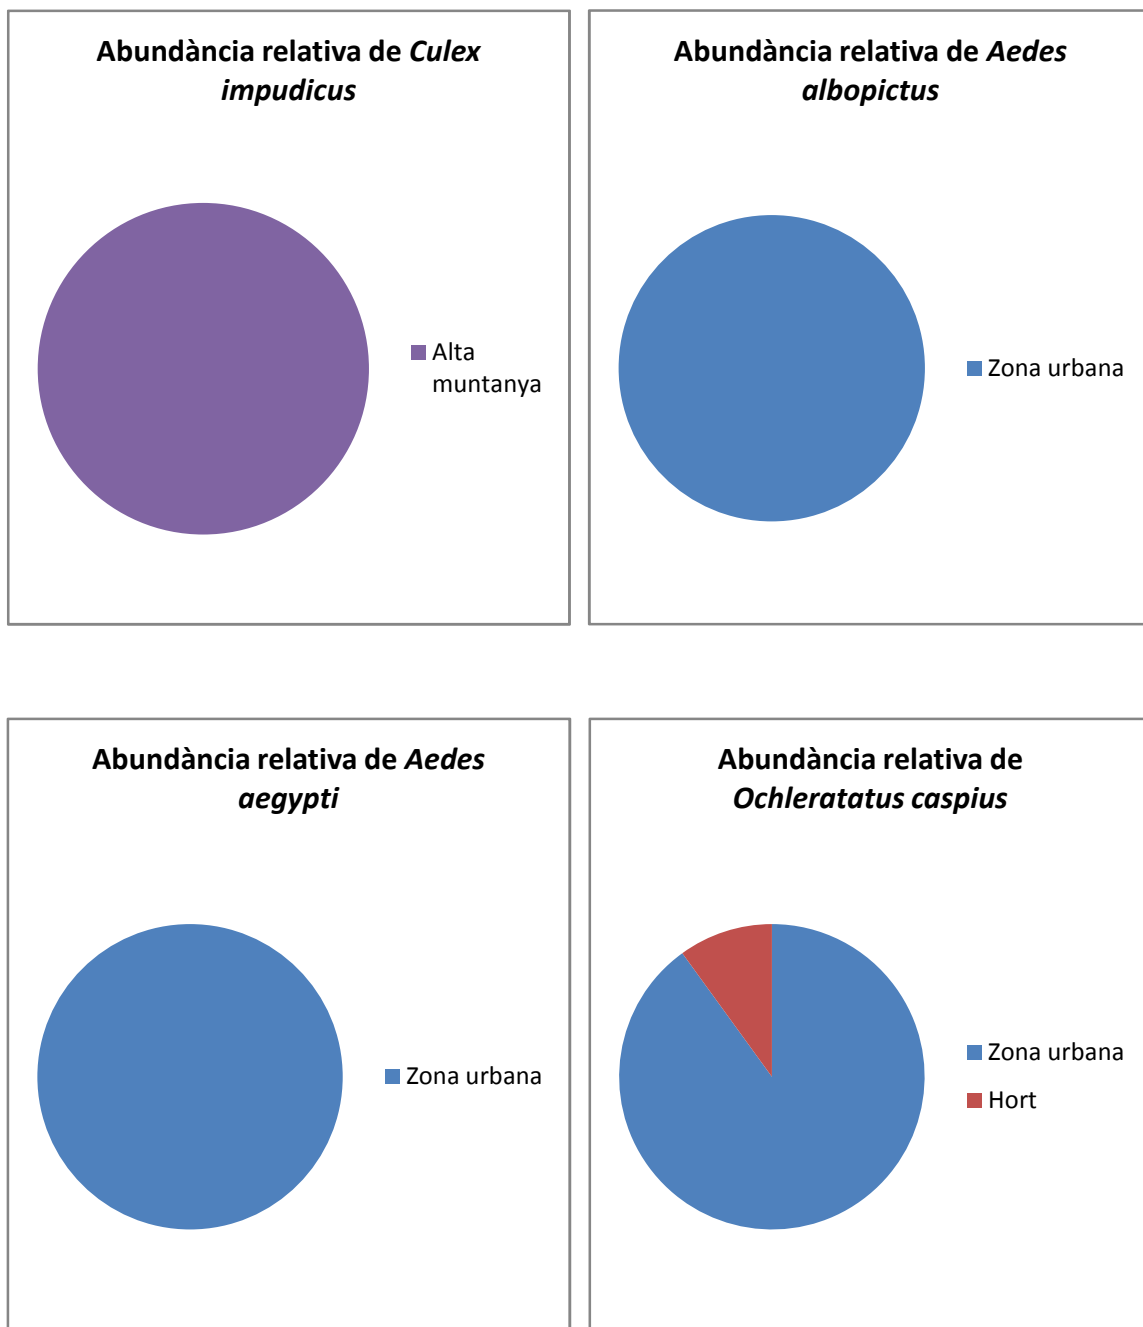 Abundància relativa de Culex
impudicus
Alta
muntanya
Abundància relativa de Aedes
albopictus
Zona urbana
Abundància relativa de Aedes
aegypti
Zona urbana
Abundància relativa de
Ochleratatus caspius
Zona urbana
Hort